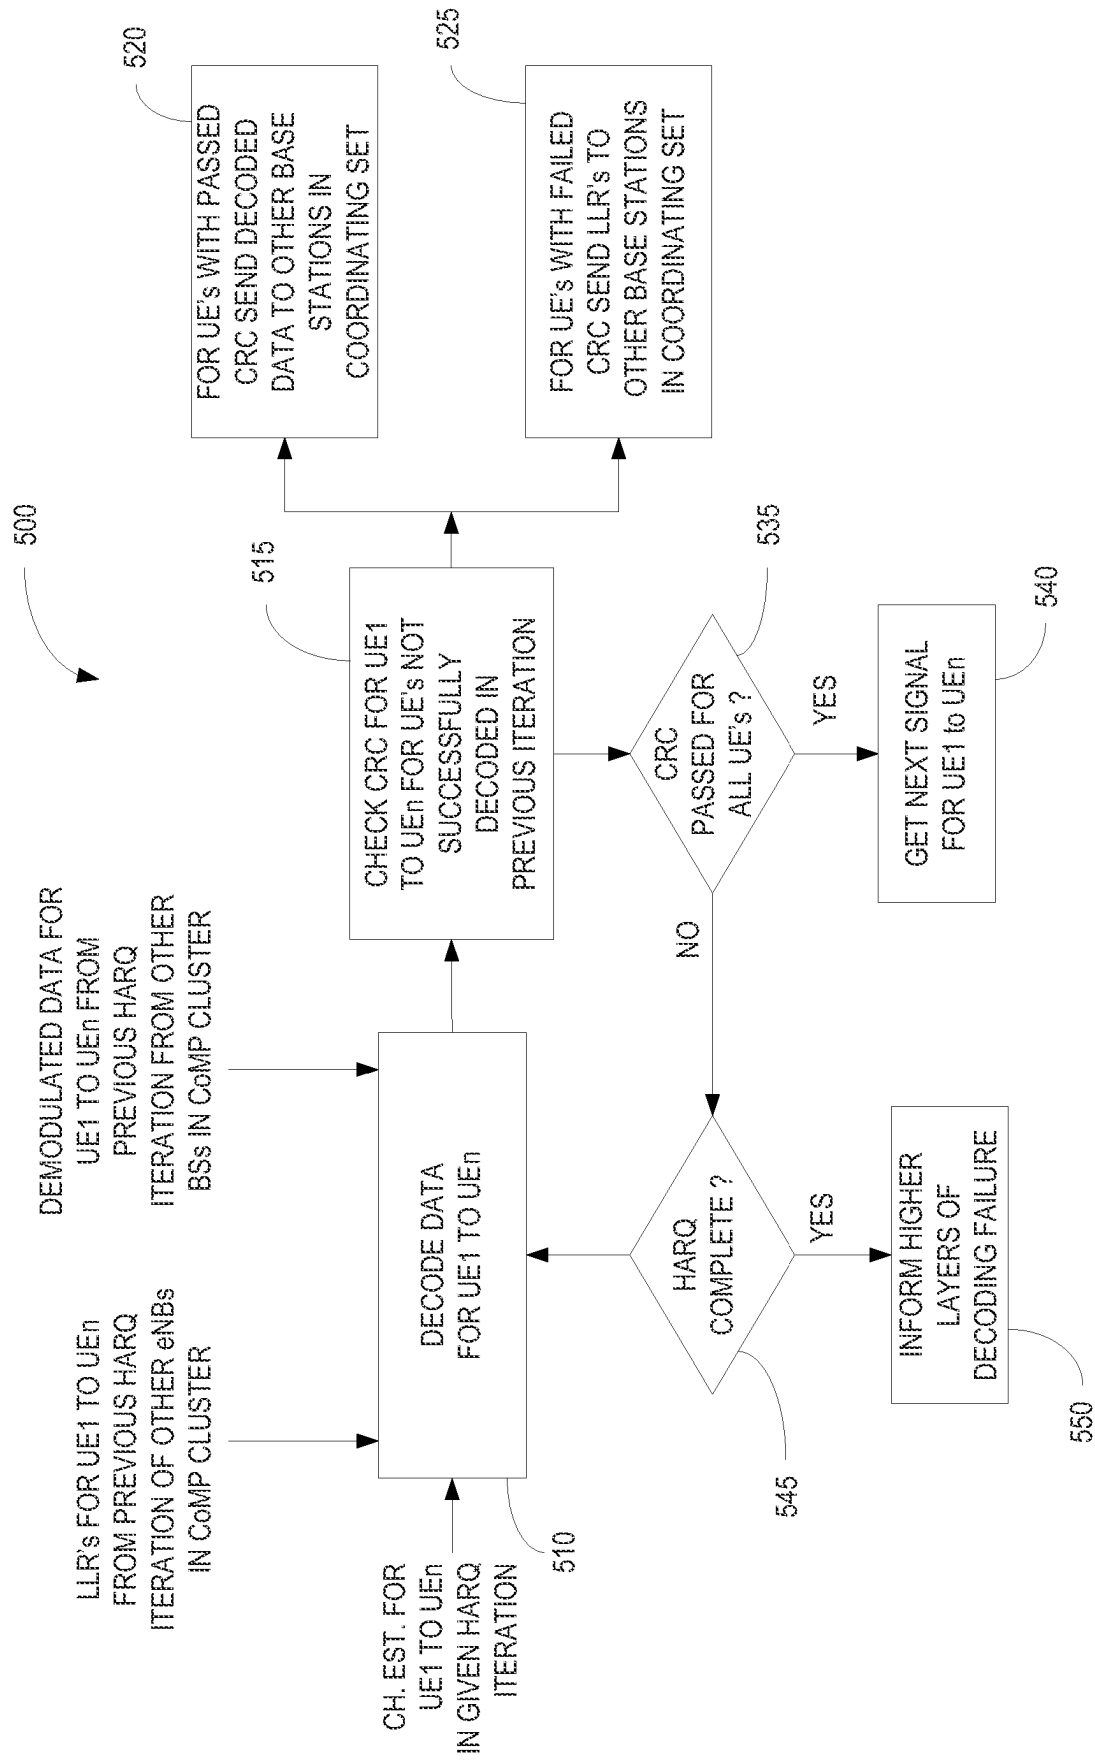 500
LLR's FOR UE1 TO UEn
FROM PREVIOUS HARQ
ITERATION OF OTHER eNBs
IN CoMP CLUSTER
DEMODULATED DATA FOR
UE1 TO UEn FROM
PREVIOUS HARQ
ITERATION FROM OTHER
BSs IN CoMP CLUSTER
CH. EST. FOR
UE1 TO UEn
IN GIVEN HARQ
ITERATION
DECODE DATA
FOR UE1 TO UEn
510
CHECK CRC FOR UE1
TO UEn FOR UE's NOT
SUCCESSFULLY
DECODED IN
PREVIOUS ITERATION
515
FOR UE's WITH PASSED
CRC SEND DECODED
DATA TO OTHER BASE
STATIONS IN
COORDINATING SET
520
FOR UE's WITH FAILED
CRC SEND LLR's TO
OTHER BASE STATIONS
IN COORDINATING SET
525
CRC
PASSED FOR
ALL UE's ?
535
NO
YES
GET NEXT SIGNAL
FOR UE1 to UEn
540
HARQ
COMPLETE ?
545
YES
INFORM HIGHER
LAYERS OF
DECODING FAILURE
550